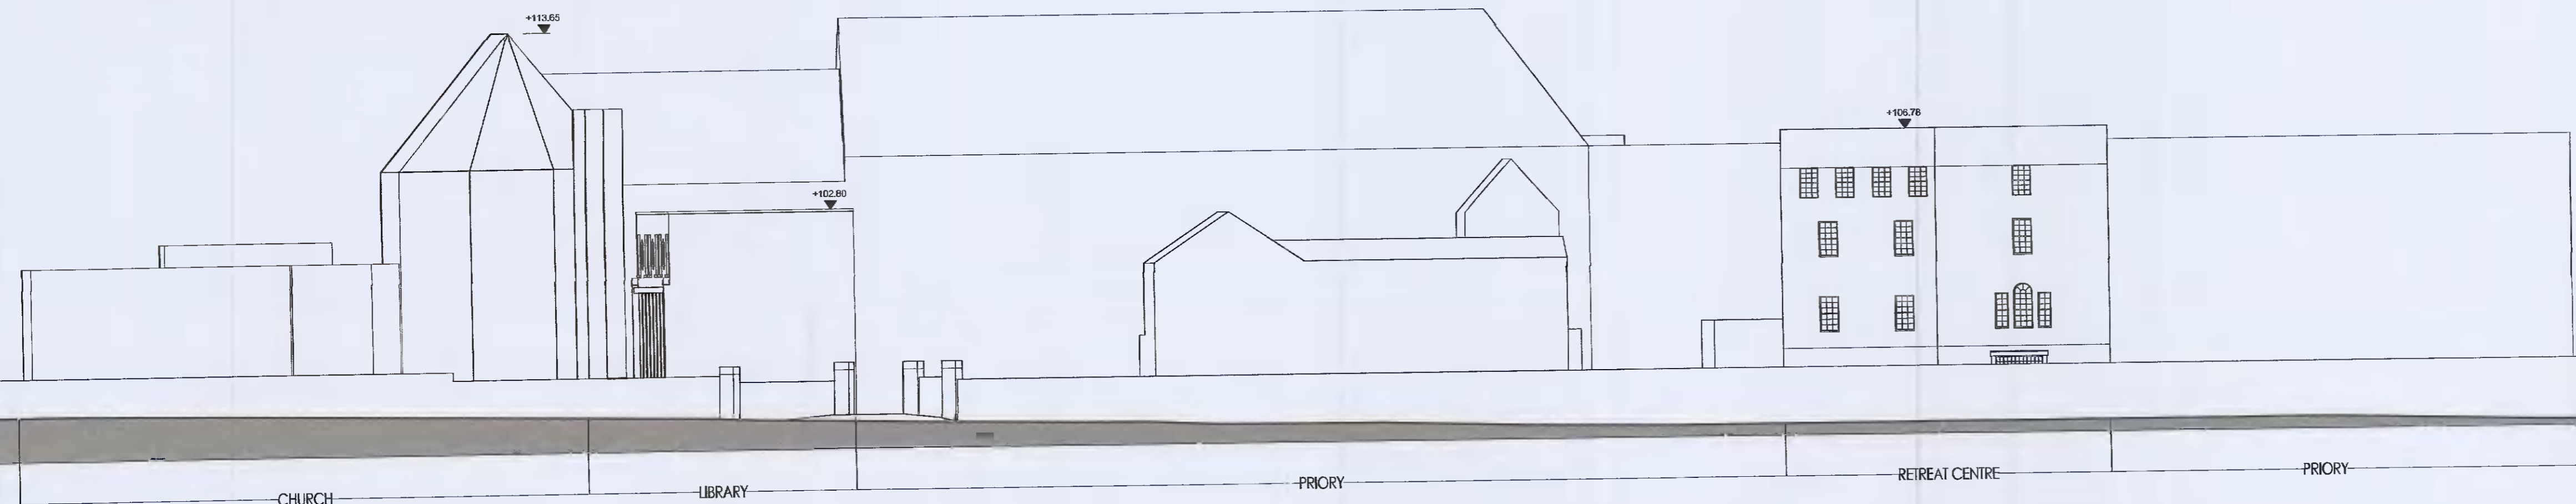 +113.65
+106.78
+102.80
CHURCH
LIBRARY
PRIORY
RETREAT CENTRE
PRIORY